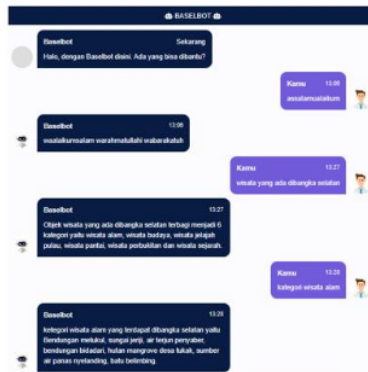 BASELBOT
Baselbot Sekarang
Halo, dengan Baselbot disini. Ada yang bisa dibantu?
Kamu 13:06
assalamualaikum
Baselbot 13:06
waalaikumsalam warahmatullahi wabarakatuh
Kamu 13:27
wisata yang ada dibangka selatan
Baselbot 13:27
Objek wisata yang ada dibangka selatan terbagi menjadi 6
kategori yaitu wisata alam, wisata budaya, wisata jelajah
pulau, wisata pantai, wisata perbukitan dan wisata sejarah.
Kamu 13:28
kategori wisata alam
Baselbot 13:28
kategori wisata alam yang terdapat dibangka selatan yaitu
Bendungan melukul, sungai jenji, air terjun penyaber,
bendungan bidadari, hutan mangrove desa tukak, sumber
air panas nyelanding, batu belimbing.